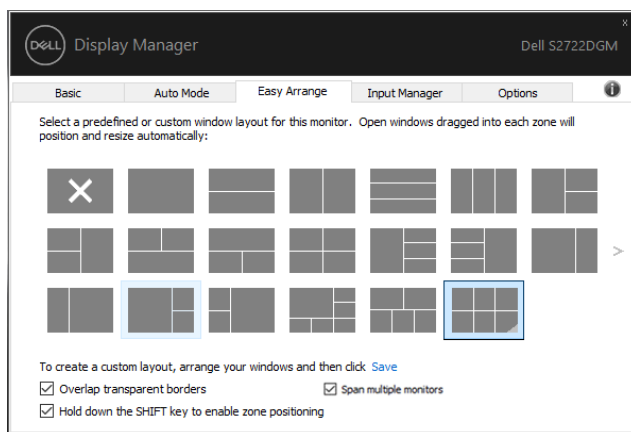 x
DELL Display Manager Dell S2722DGM
Basic Auto Mode Easy Arrange Input Manager Options
Select a predefined or custom window layout for this monitor. Open windows dragged into each zone will
position and resize automatically:
To create a custom layout, arrange your windows and then click Save
Overlap transparent borders Span multiple monitors
Hold down the SHIFT key to enable zone positioning